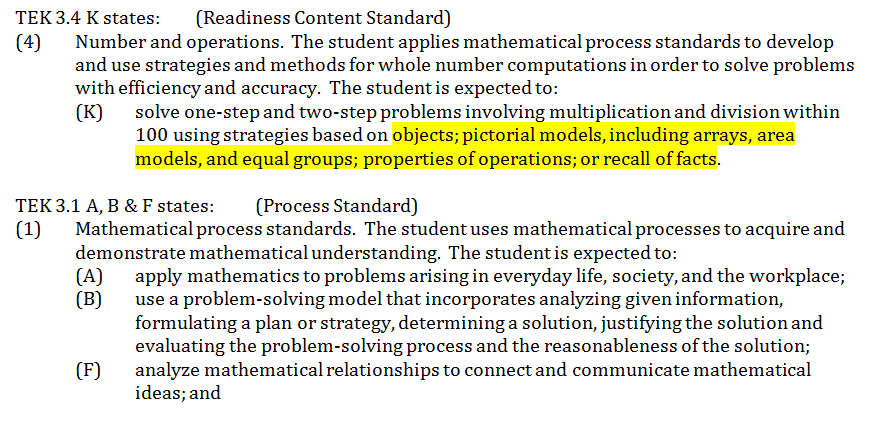 TEK 3.4 K states: (Readiness Content Standard)
(4) Number and operations. The student applies mathematical process standards to develop
and use strategies and methods for whole number computations in order to solve problems
with efficiency and accuracy. The student is expected to:
(K) solve one-step and two-step problems involving multiplication and division within
100 using strategies based on objects; pictorial models, including arrays, area
models, and equal groups; properties of operations; or recall of facts.
TEK 3.1 A, B & F states: (Process Standard)
(1) Mathematical process standards. The student uses mathematical processes to acquire and
demonstrate mathematical understanding. The student is expected to:
(A) apply mathematics to problems arising in everyday life, society, and the workplace;
(B) use a problem-solving model that incorporates analyzing given information,
formulating a plan or strategy, determining a solution, justifying the solution and
evaluating the problem-solving process and the reasonableness of the solution;
(F) analyze mathematical relationships to connect and communicate mathematical
ideas; and